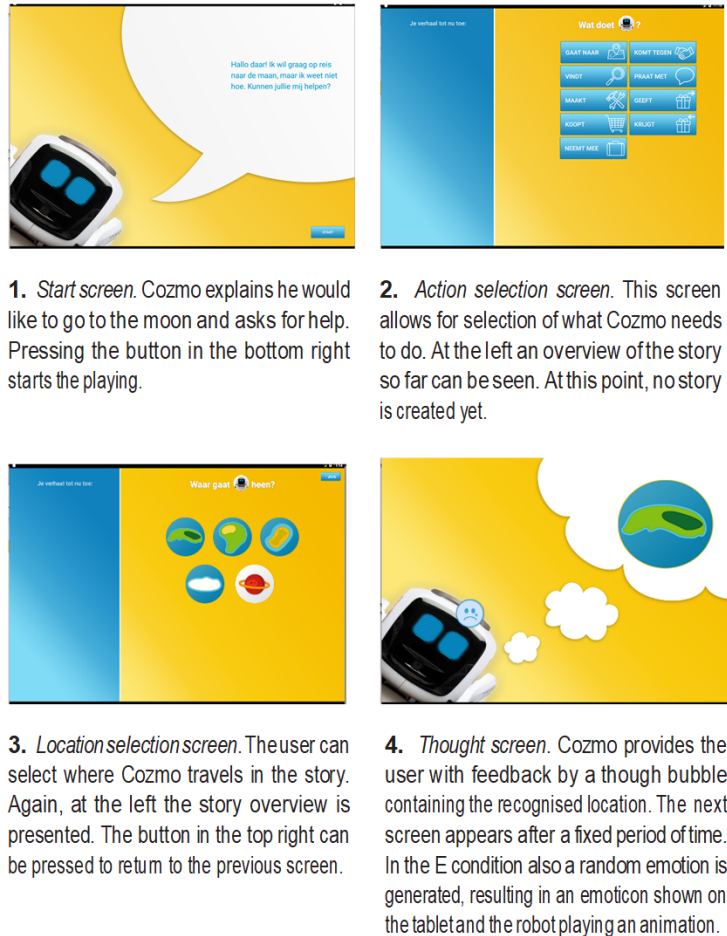 Hallo daar! Ik wil graag op reis
naar de maan, maar ik weet niet
hoe. Kunnen jullie mij helpen?
Je verhaal tot nu toe:
Wat doet ?
GAAT NAAR
KOMT TEGEN
VINDT
PRAAT MET
MAAKT
GEEFT
KOOPT
KRIJGT
NEEMT MEE
1. Start screen. Cozmo explains he would
like to go to the moon and asks for help.
Pressing the button in the bottom right
starts the playing.
2. Action selection screen. This screen
allows for selection of what Cozmo needs
to do. At the left an overview of the story
so far can be seen. At this point, no story
is created yet.
Je verhaal tot nu toe:
Waar gaat heen?
3. Location selection screen. The user can
select where Cozmo travels in the story.
Again, at the left the story overview is
presented. The button in the top right can
be pressed to return to the previous screen.
4. Thought screen. Cozmo provides the
user with feedback by a though bubble
containing the recognised location. The next
screen appears after a fixed period of time.
In the E condition also a random emotion is
generated, resulting in an emoticon shown on
the tablet and the robot playing an animation.